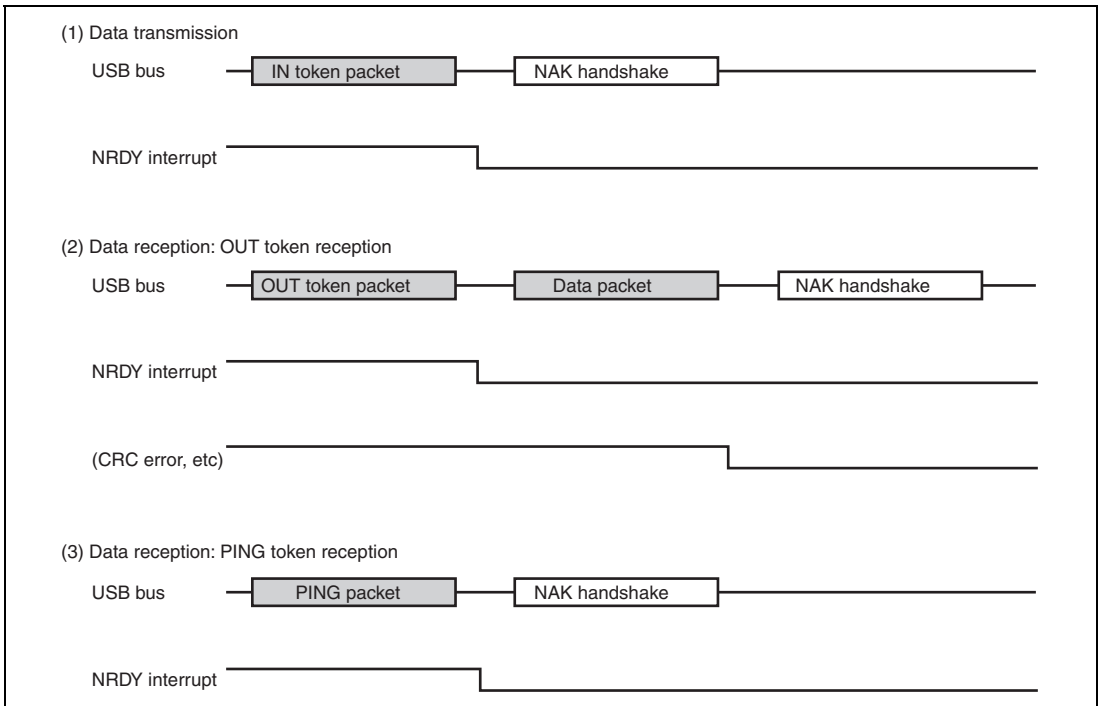 (1) Data transmission
USB bus IN token packet NAK handshake
NRDY interrupt
(2) Data reception: OUT token reception
USB bus OUT token packet Data packet NAK handshake
NRDY interrupt
(CRC error, etc)
(3) Data reception: PING token reception
USB bus PING packet NAK handshake
NRDY interrupt